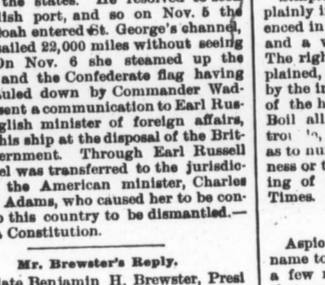 the states. He resolved to
lish port, and so on Nov. 5 the
oah entered St. George's channel,
sailed 22,000 miles without seeing
On Nov. 6 she steamed up the
and the Confederate flag having
uled down by Commander Wad-
sent a communication to Earl Rus-
glish minister of foreign affairs,
his ship at the disposal of the Brit-
ernment. Through Earl Russell
el was transferred to the jurisdic-
the American minister, Charles
Adams, who caused her to be con-
o this country to be dismantled.—
Constitution.
Mr. Brewster's Reply.
late Benjamin H. Brewster, Presi
plainly i
enced in
and a v
The righ
plained,
by the in
of the h
Boil all
as to nu
ness or t
ing of
Times.
Aspio
name to
a few